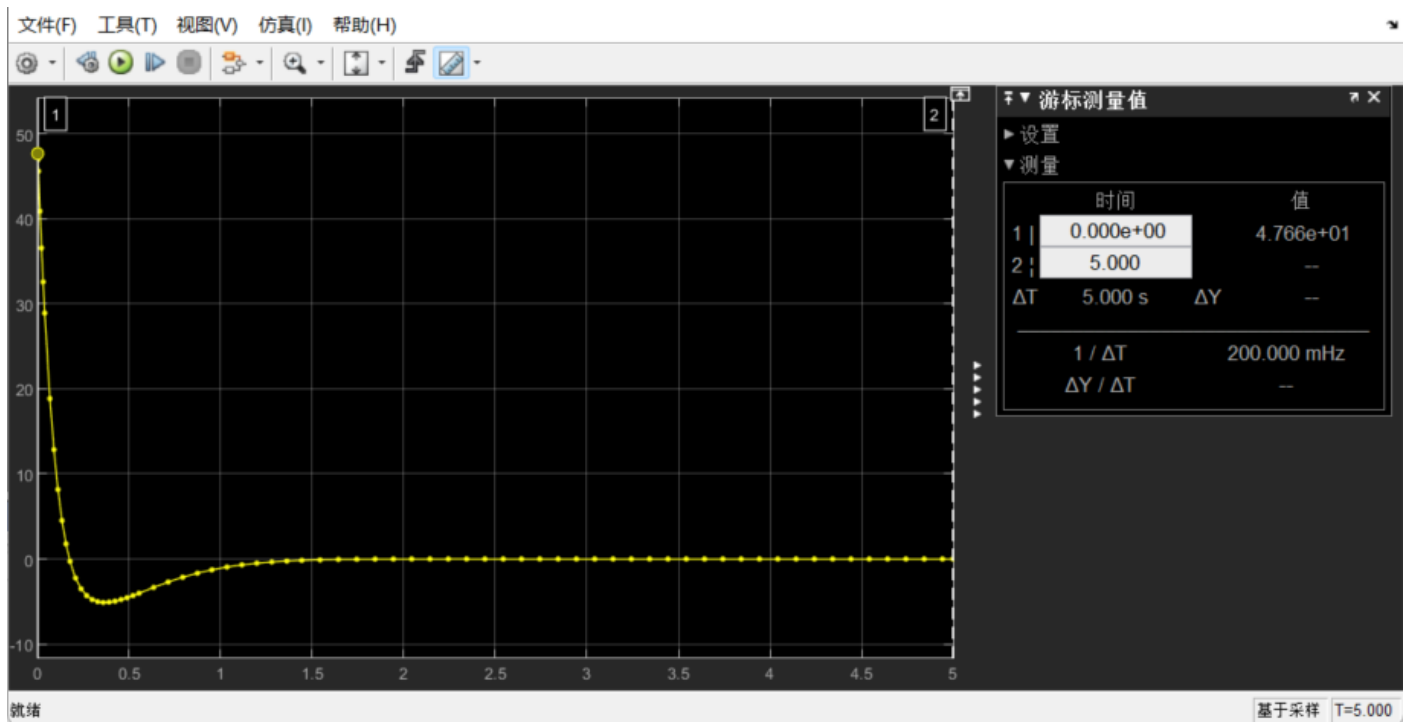 文件(F) 工具(T) 视图(V) 仿真(I) 帮助(H)
1
2
50
40
30
20
10
0
-10
0 0.5 1 1.5 2 2.5 3 3.5 4 4.5 5
游标测量值
设置
测量
时间 值
1 | 0.000e+00 4.766e+01
2 ¦ 5.000 --
ΔT 5.000 s ΔY --
1 / ΔT 200.000 mHz
ΔY / ΔT --
就绪 基于采样 T=5.000